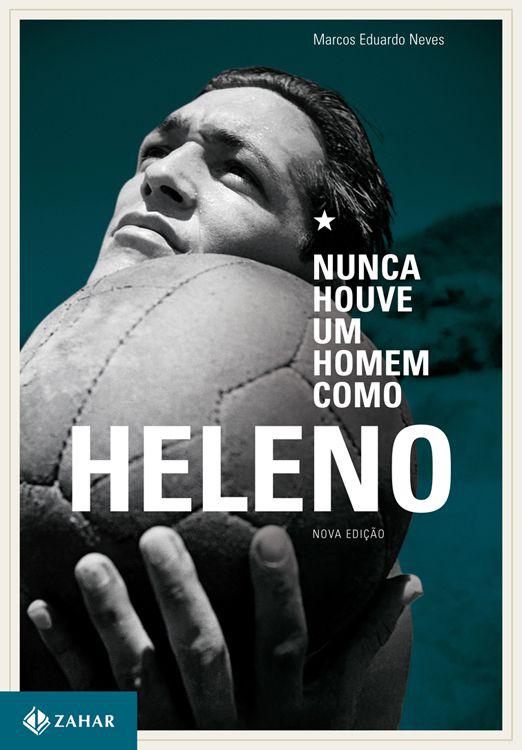 Marcos Eduardo Neves
NUNCA
HOUVE
UM
HOMEM
COMO
HELENO
NOVA EDIÇÃO
ZAHAR